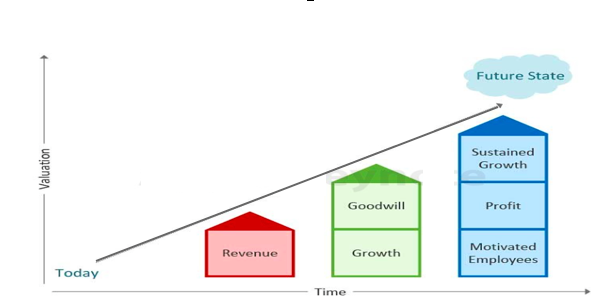 Future State
Sustained
Growth
Goodwill
Profit
Revenue
Growth
Motivated
Employees
Valuation
Today
Time